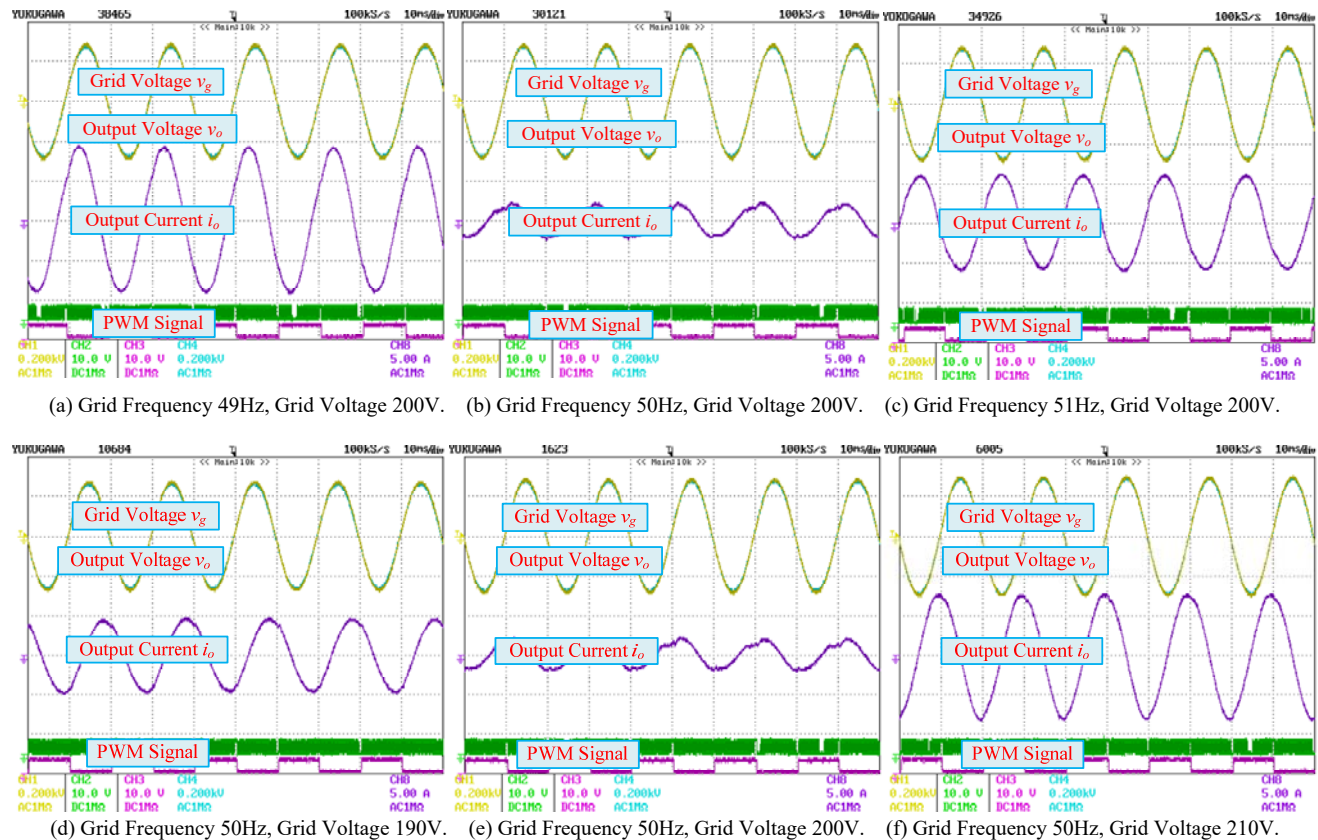 YOKOGAWA 38465 100kS/s 10ms/div
<< Main:10k >>
Grid Voltage vg
Output Voltage vo
Output Current io
PWM Signal
CH1 CH2 CH3 CH4 CH8
0.200kV 10.0 V 10.0 V 0.200kV 5.00 A
AC1MΩ DC1MΩ DC1MΩ AC1MΩ AC1MΩ
(a) Grid Frequency 49Hz, Grid Voltage 200V.
YOKOGAWA 30121 100kS/s 10ms/div
<< Main:10k >>
Grid Voltage vg
Output Voltage vo
Output Current io
PWM Signal
CH1 CH2 CH3 CH4 CH8
0.200kV 10.0 V 10.0 V 0.200kV 5.00 A
AC1MΩ DC1MΩ DC1MΩ AC1MΩ AC1MΩ
(b) Grid Frequency 50Hz, Grid Voltage 200V.
YOKOGAWA 34926 100kS/s 10ms/div
<< Main:10k >>
Grid Voltage vg
Output Voltage vo
Output Current io
PWM Signal
CH1 CH2 CH3 CH4 CH8
0.200kV 10.0 V 10.0 V 0.200kV 5.00 A
AC1MΩ DC1MΩ DC1MΩ AC1MΩ AC1MΩ
(c) Grid Frequency 51Hz, Grid Voltage 200V.
YOKOGAWA 10684 100kS/s 10ms/div
<< Main:10k >>
Grid Voltage vg
Output Voltage vo
Output Current io
PWM Signal
CH1 CH2 CH3 CH4 CH8
0.200kV 10.0 V 10.0 V 0.200kV 5.00 A
AC1MΩ DC1MΩ DC1MΩ AC1MΩ AC1MΩ
(d) Grid Frequency 50Hz, Grid Voltage 190V.
YOKOGAWA 1623 100kS/s 10ms/div
<< Main:10k >>
Grid Voltage vg
Output Voltage vo
Output Current io
PWM Signal
CH1 CH2 CH3 CH4 CH8
0.200kV 10.0 V 10.0 V 0.200kV 5.00 A
AC1MΩ DC1MΩ DC1MΩ AC1MΩ AC1MΩ
(e) Grid Frequency 50Hz, Grid Voltage 200V.
YOKOGAWA 6005 100kS/s 10ms/div
<< Main:10k >>
Grid Voltage vg
Output Voltage vo
Output Current io
PWM Signal
CH1 CH2 CH3 CH4 CH8
0.200kV 10.0 V 10.0 V 0.200kV 5.00 A
AC1MΩ DC1MΩ DC1MΩ AC1MΩ AC1MΩ
(f) Grid Frequency 50Hz, Grid Voltage 210V.